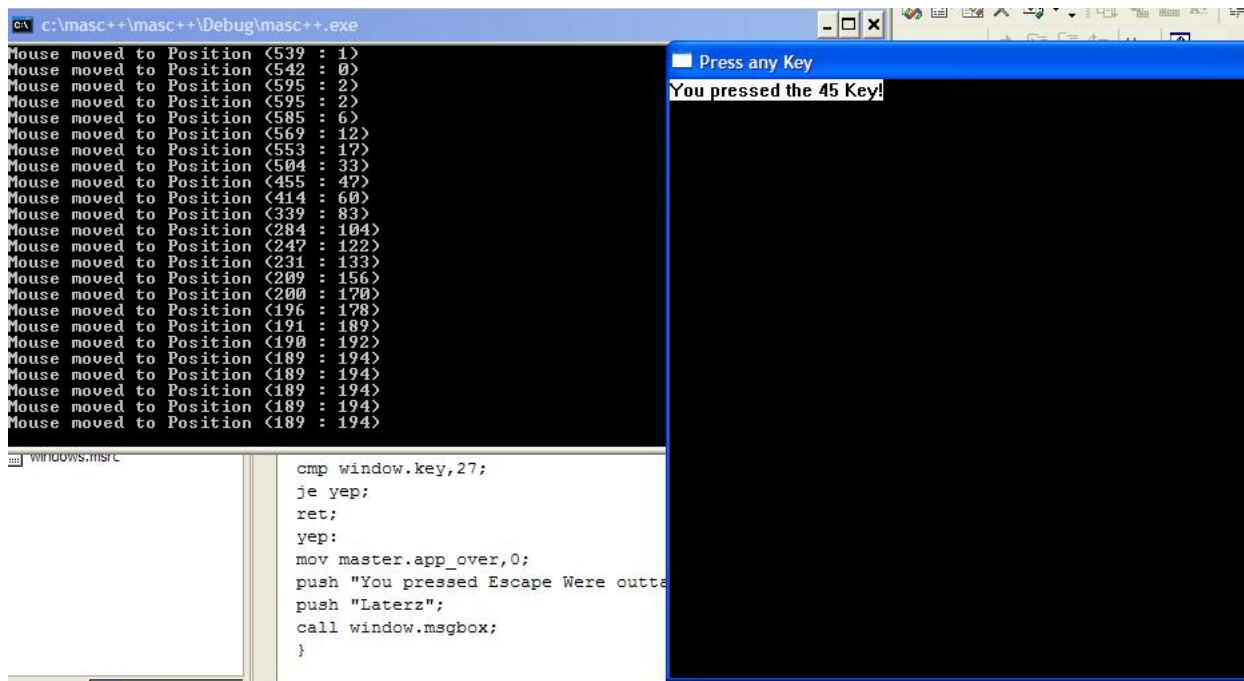 c:\masc++\masc++\Debug\masc++.exe
Mouse moved to Position (539 : 1)
Mouse moved to Position (542 : 0)
Mouse moved to Position (595 : 2)
Mouse moved to Position (595 : 2)
Mouse moved to Position (585 : 6)
Mouse moved to Position (569 : 12)
Mouse moved to Position (553 : 17)
Mouse moved to Position (504 : 33)
Mouse moved to Position (455 : 47)
Mouse moved to Position (414 : 60)
Mouse moved to Position (339 : 83)
Mouse moved to Position (284 : 104)
Mouse moved to Position (247 : 122)
Mouse moved to Position (231 : 133)
Mouse moved to Position (209 : 156)
Mouse moved to Position (200 : 170)
Mouse moved to Position (196 : 178)
Mouse moved to Position (191 : 189)
Mouse moved to Position (190 : 192)
Mouse moved to Position (189 : 194)
Mouse moved to Position (189 : 194)
Mouse moved to Position (189 : 194)
Mouse moved to Position (189 : 194)
Mouse moved to Position (189 : 194)
Press any Key
You pressed the 45 Key!
windows.msrc
cmp window.key,27;
je yep;
ret;
yep:
mov master.app_over,0;
push "You pressed Escape Were outta
push "Laterz";
call window.msgbox;
}